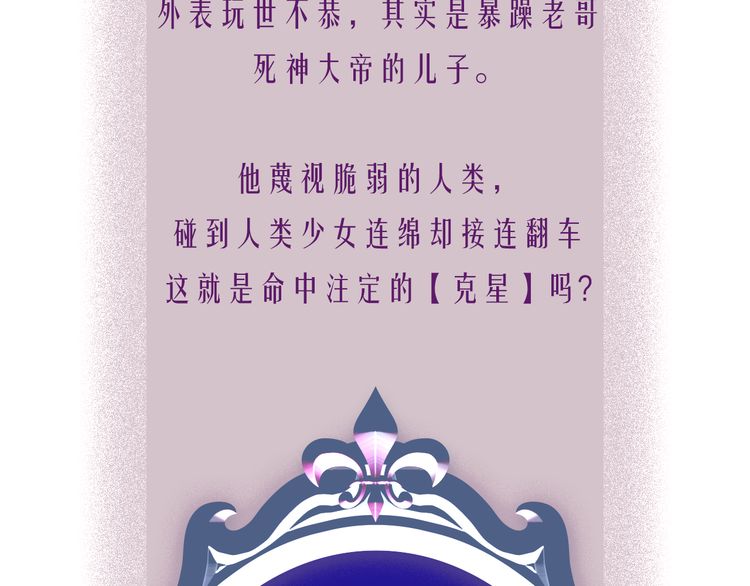 外表玩世不恭，其实是暴躁老哥
死神大帝的儿子。
他蔑视脆弱的人类，
碰到人类少女连绵却接连翻车
这就是命中注定的【克星】吗？